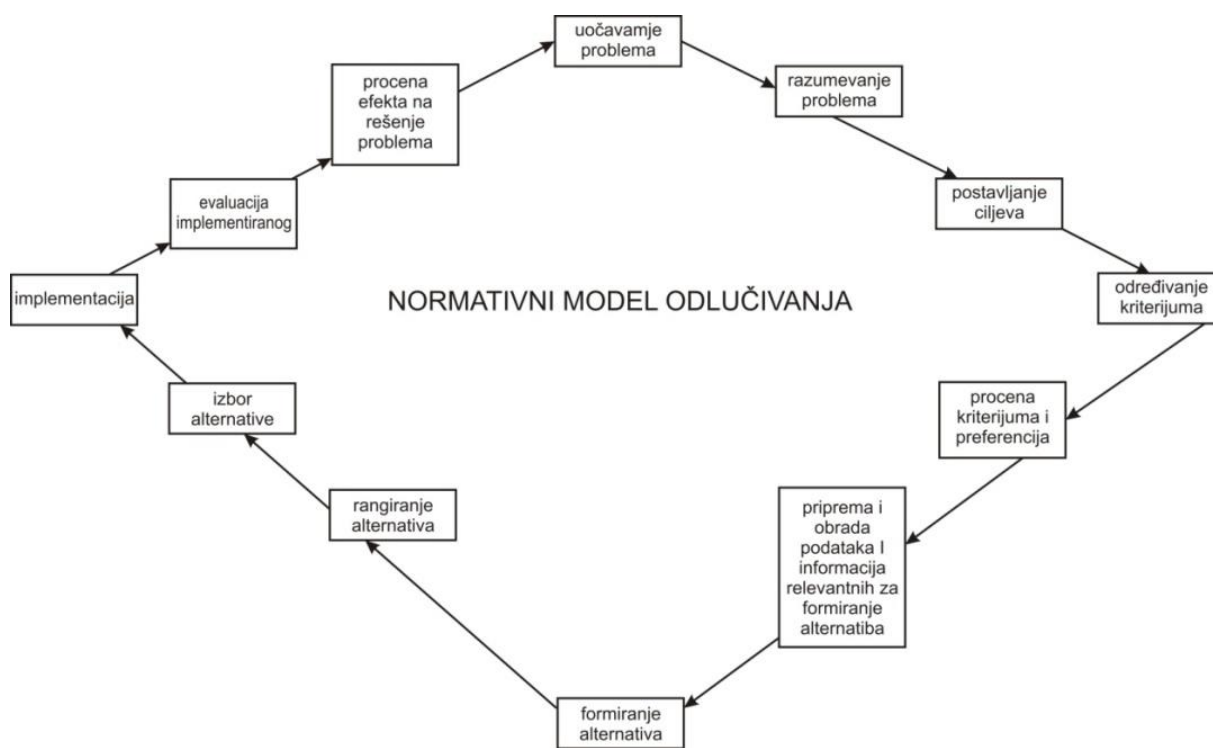 uočavamje
problema
razumevanje
problema
postavljanje
ciljeva
određivanje
kriterijuma
procena
kriterijuma i
preferencija
priprema i
obrada
podataka I
informacija
relevantnih za
formiranje
alternatiba
formiranje
alternativa
rangiranje
alternativa
izbor
alternative
implementacija
evaluacija
implementiranog
procena
efekta na
rešenje
problema
NORMATIVNI MODEL ODLUČIVANJA